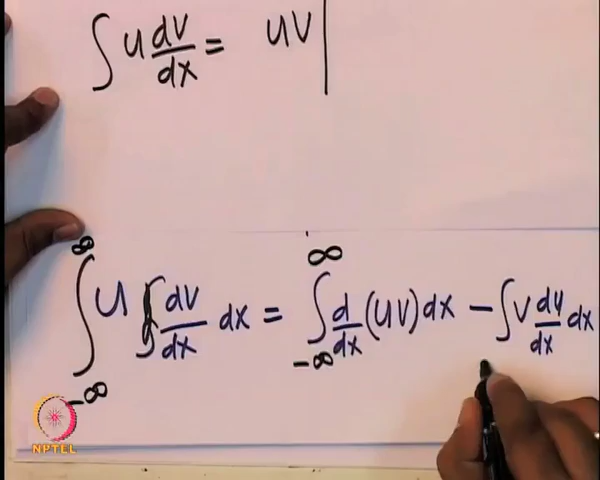 ∫ u dv/dx = uv|
∫_{-∞}^{∞} u ∫ dv/dx dx = ∫_{-∞}^{∞} d/dx (uv) dx - ∫ v du/dx dx
NPTEL